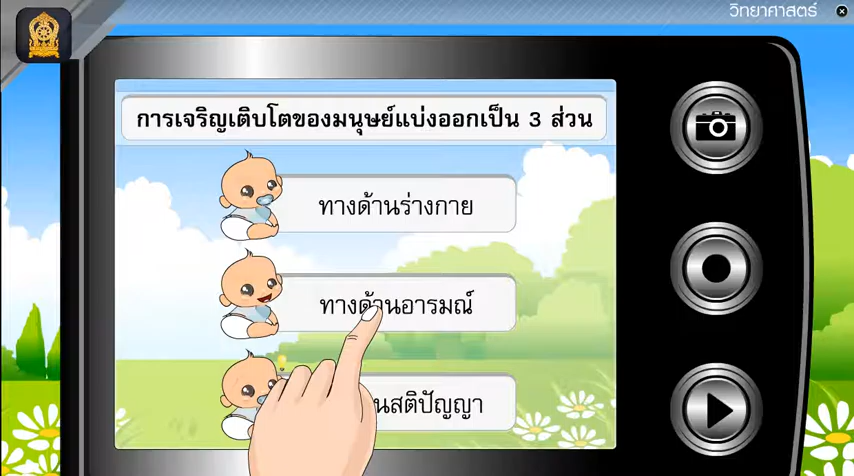 วิทยาศาสตร์
การเจริญเติบโตของมนุษย์แบ่งออกเป็น 3 ส่วน
ทางด้านร่างกาย
ทางด้านอารมณ์
นสติปัญญา